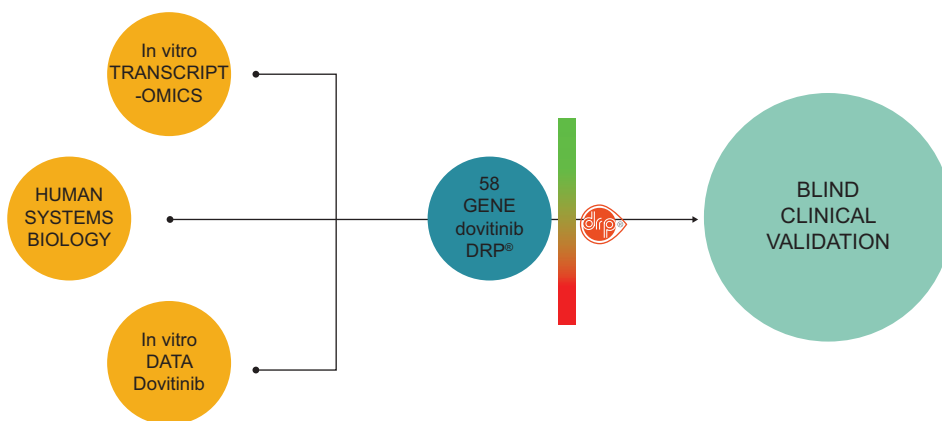 In vitro
TRANSCRIPT
-OMICS
HUMAN
SYSTEMS
BIOLOGY
In vitro
DATA
Dovitinib
58
GENE
dovitinib
DRP®
drp®
BLIND
CLINICAL
VALIDATION